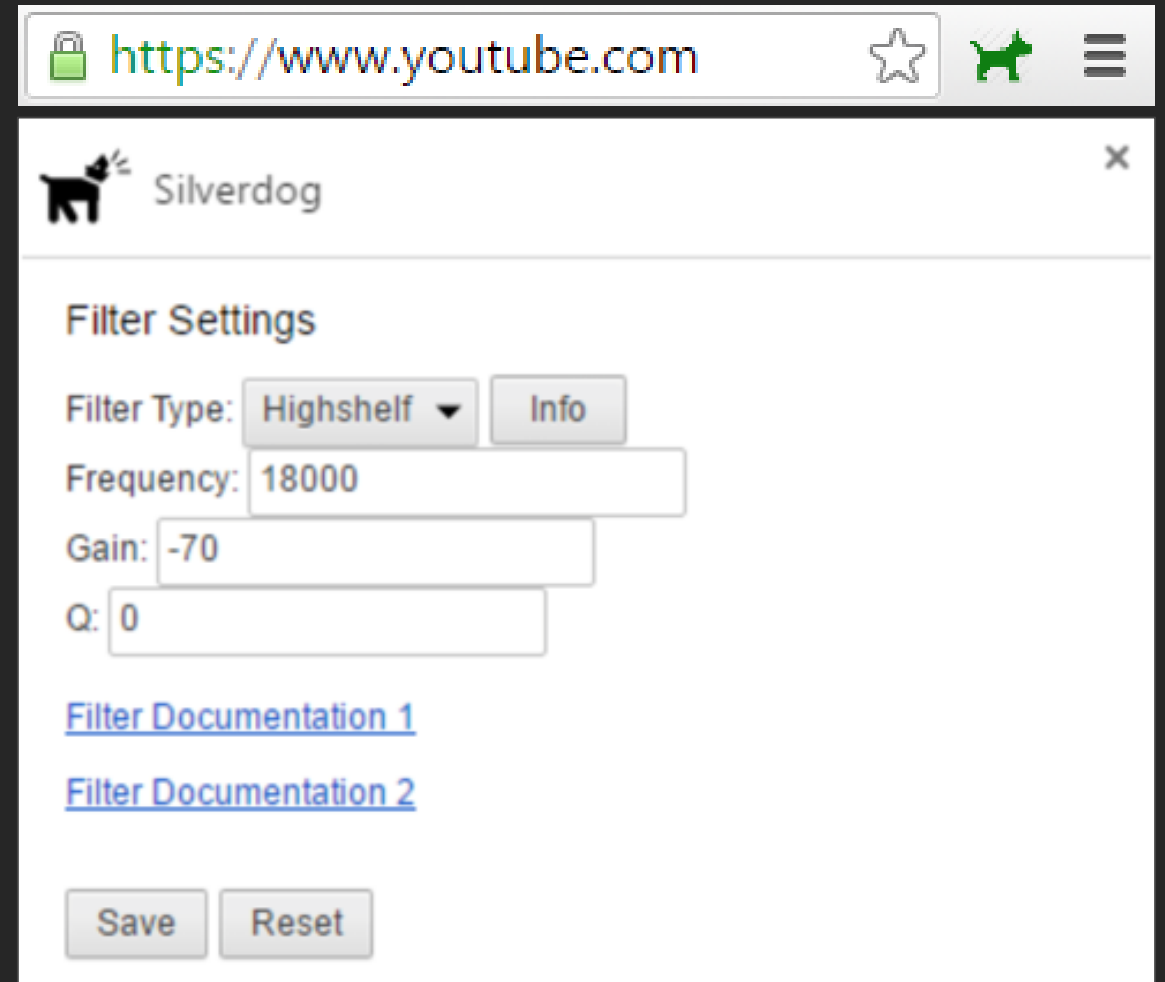 https://www.youtube.com
Silverdog
Filter Settings
Filter Type: Highshelf Info
Frequency: 18000
Gain: -70
Q: 0
Filter Documentation 1
Filter Documentation 2
Save Reset